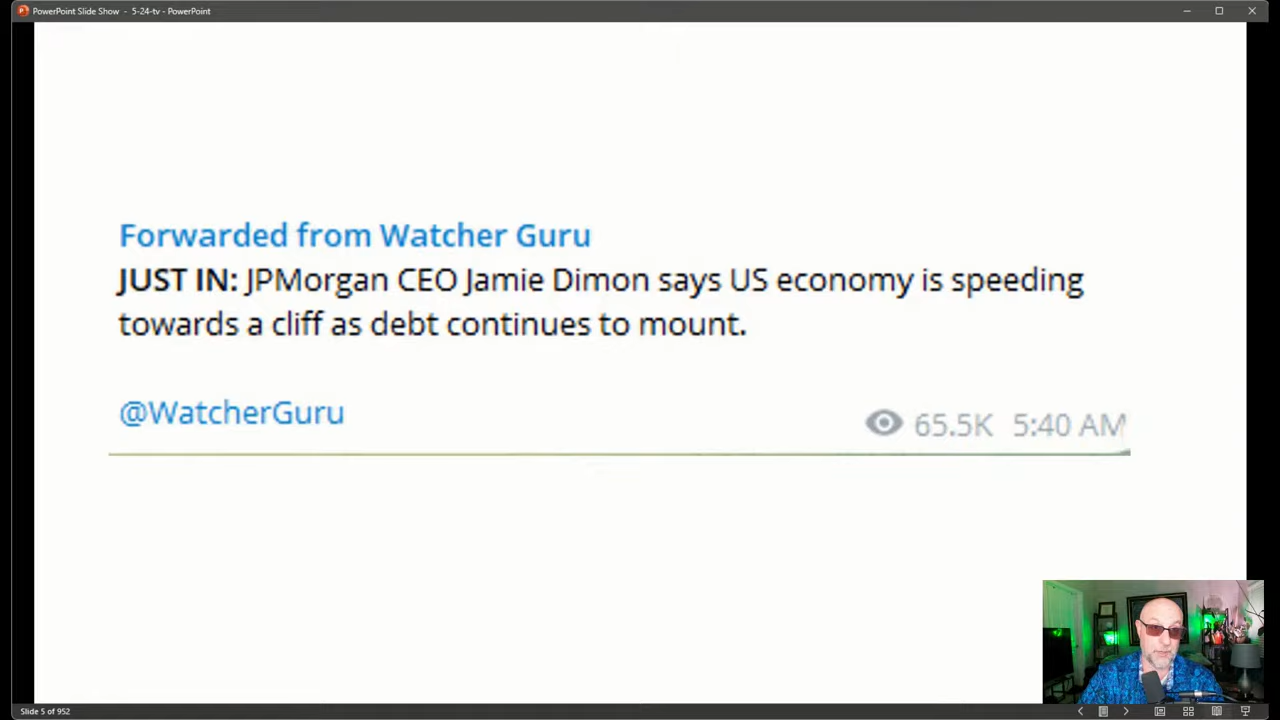 PowerPoint Slide Show - 5-24-tv - PowerPoint
Forwarded from Watcher Guru
JUST IN: JPMorgan CEO Jamie Dimon says US economy is speeding
towards a cliff as debt continues to mount.
@WatcherGuru
65.5K 5:40 AM
Slide 5 of 952